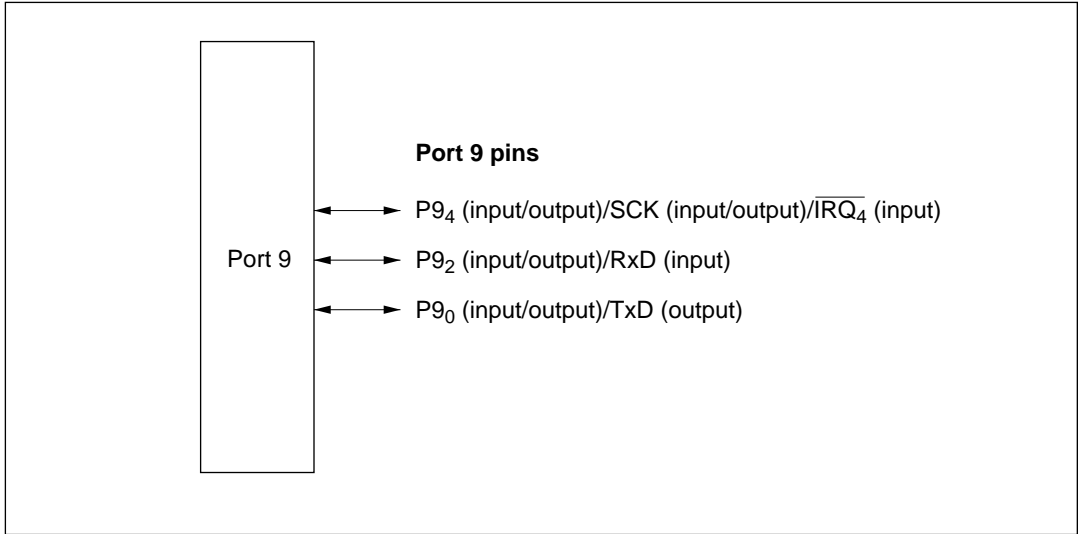 Port 9 pins
P9₄ (input/output)/SCK (input/output)/I̅R̅Q̅₄ (input)
Port 9
P9₂ (input/output)/RxD (input)
P9₀ (input/output)/TxD (output)